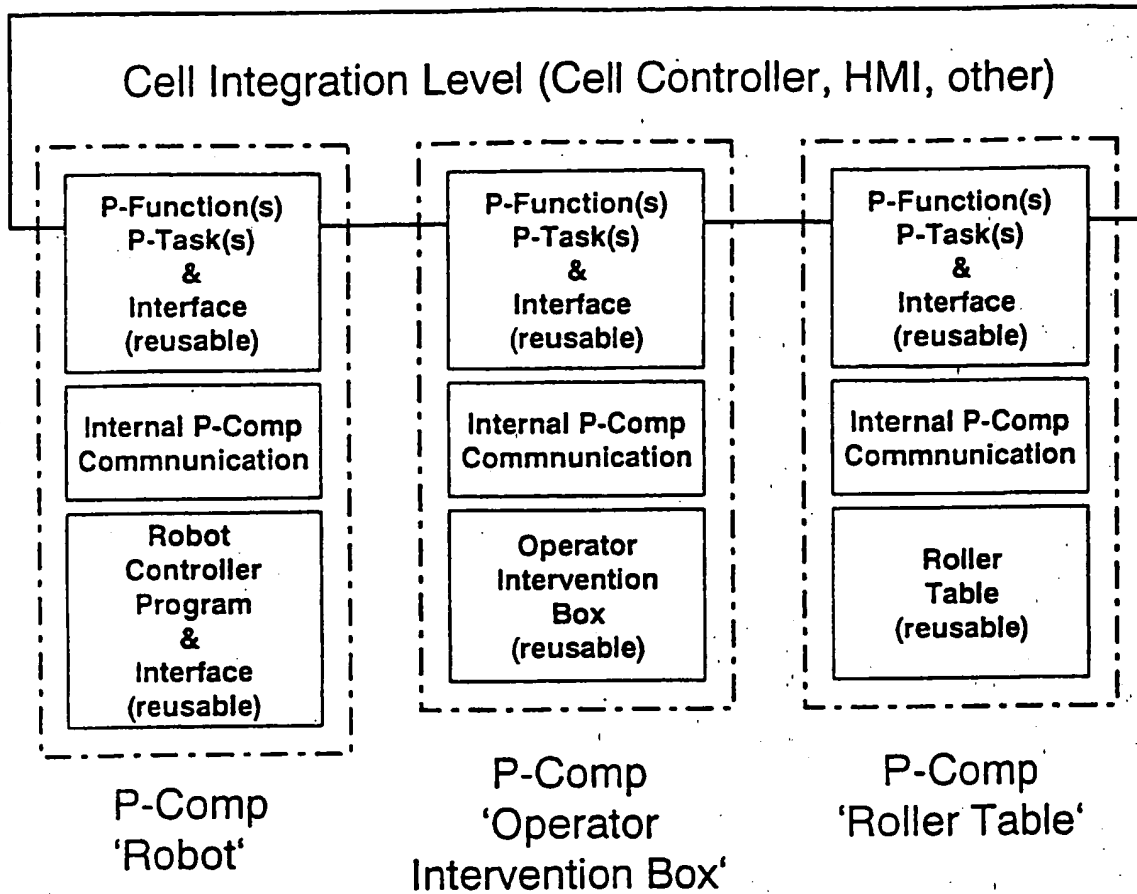 Cell Integration Level (Cell Controller, HMI, other)
P-Function(s)
P-Task(s)
&
Interface
(reusable)
Internal P-Comp
Commnunication
Robot
Controller
Program
&
Interface
(reusable)
P-Comp
‘Robot‘
P-Function(s)
P-Task(s)
&
Interface
(reusable)
Internal P-Comp
Commnunication
Operator
Intervention
Box
(reusable)
P-Comp
‘Operator
Intervention Box‘
P-Function(s)
P-Task(s)
&
Interface
(reusable)
Internal P-Comp
Commnunication
Roller
Table
(reusable)
P-Comp
‘Roller Table‘